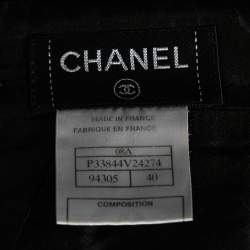 CHANEL
MADE IN FRANCE
FABRIQUE EN FRANCE
08A
P33844V24274
94305 40
COMPOSITION